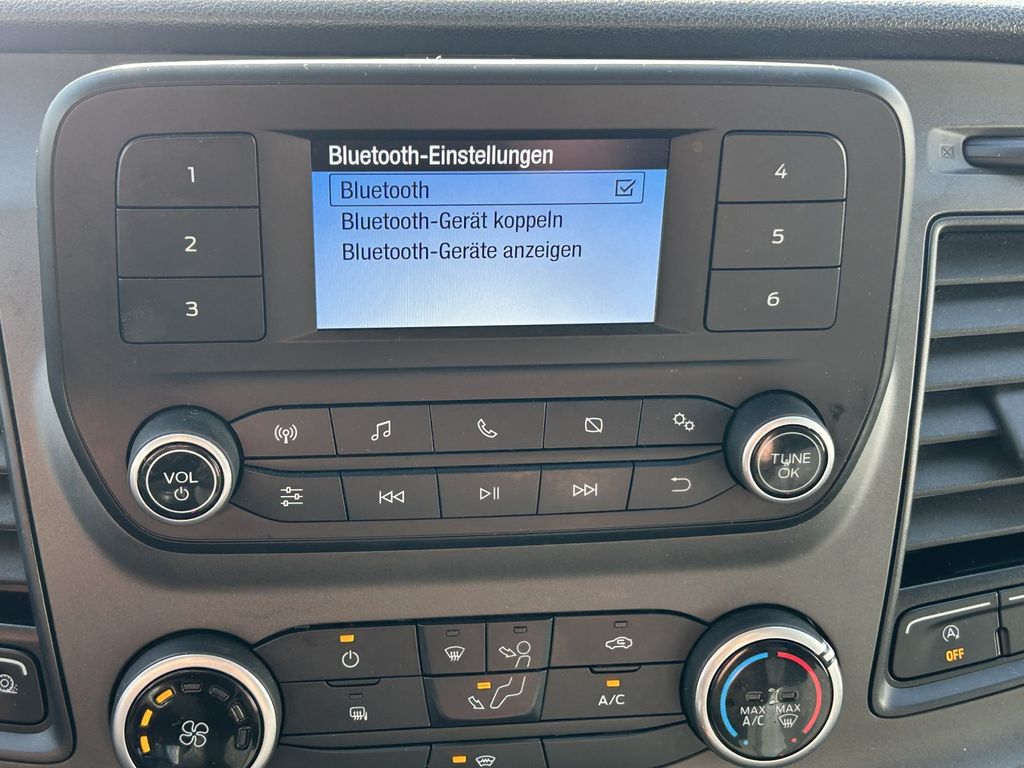 Bluetooth-Einstellungen
Bluetooth
Bluetooth-Gerät koppeln
Bluetooth-Geräte anzeigen
1
2
3
4
5
6
VOL
TUNE
OK
A/C
MAX
A/C
MAX
A
OFF